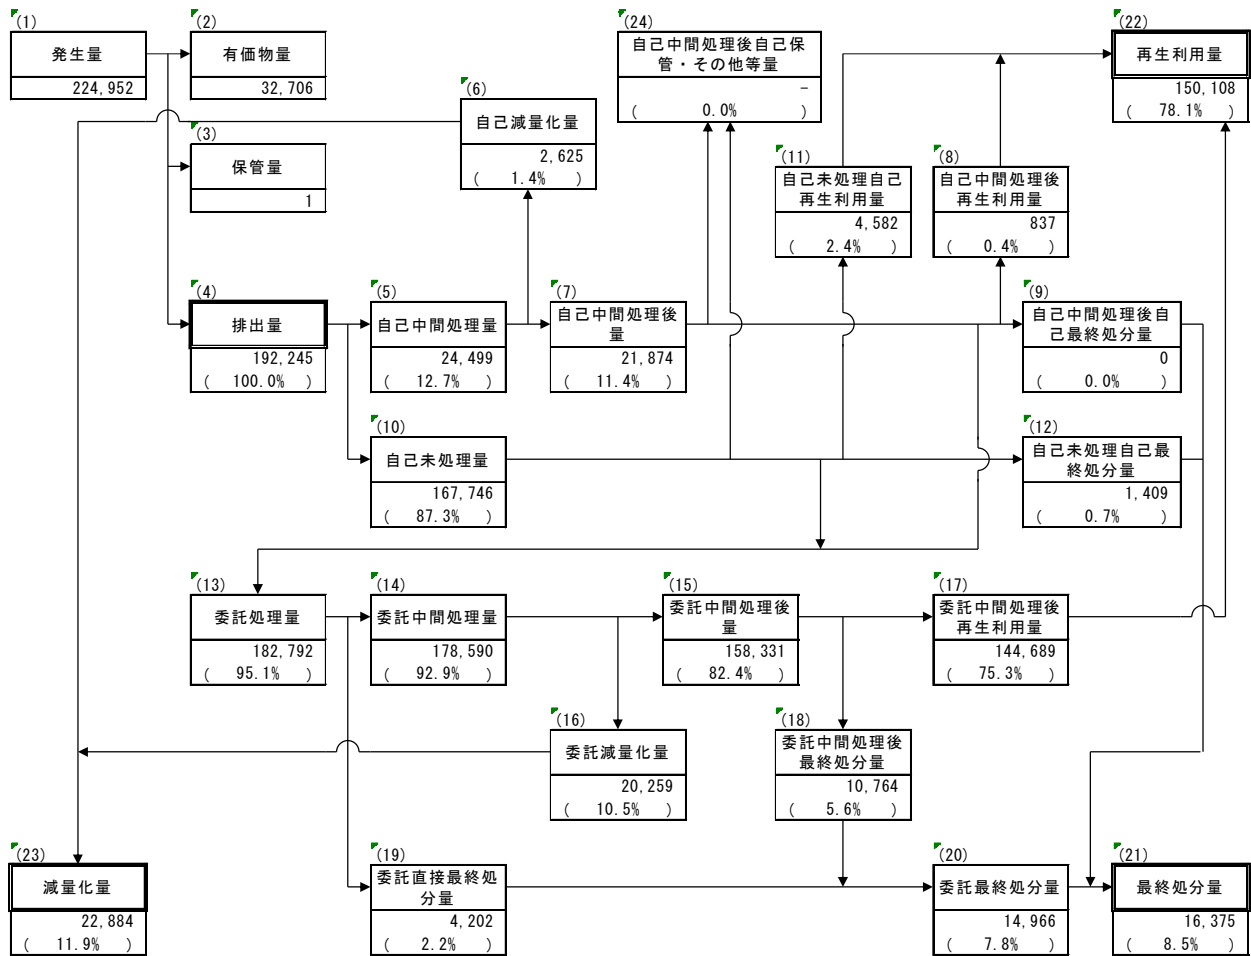 (1)
発生量
224,952
(2)
有価物量
32,706
(3)
保管量
1
(24)
自己中間処理後自己保
管・その他等量
-
( 0.0% )
(22)
再生利用量
150,108
( 78.1% )
(6)
自己減量化量
2,625
( 1.4% )
(11)
自己未処理自己
再生利用量
4,582
( 2.4% )
(8)
自己中間処理後
再生利用量
837
( 0.4% )
(4)
排出量
192,245
( 100.0% )
(5)
自己中間処理量
24,499
( 12.7% )
(7)
自己中間処理後
量
21,874
( 11.4% )
(9)
自己中間処理後自
己最終処分量
0
( 0.0% )
(10)
自己未処理量
167,746
( 87.3% )
(12)
自己未処理自己最
終処分量
1,409
( 0.7% )
(13)
委託処理量
182,792
( 95.1% )
(14)
委託中間処理量
178,590
( 92.9% )
(15)
委託中間処理後
量
158,331
( 82.4% )
(17)
委託中間処理後
再生利用量
144,689
( 75.3% )
(16)
委託減量化量
20,259
( 10.5% )
(18)
委託中間処理後
最終処分量
10,764
( 5.6% )
(23)
減量化量
22,884
( 11.9% )
(19)
委託直接最終処
分量
4,202
( 2.2% )
(20)
委託最終処分量
14,966
( 7.8% )
(21)
最終処分量
16,375
( 8.5% )